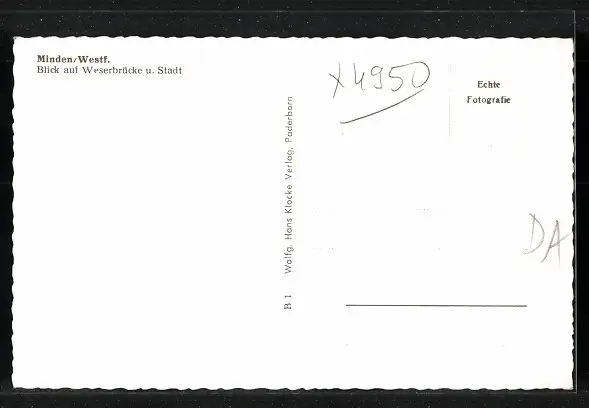 Minden/Westf.
Blick auf Weserbrücke u. Stadt
B 1 Wolfg. Hans Klocke Verlag, Paderborn
x4950
Echte
Fotografie
DA